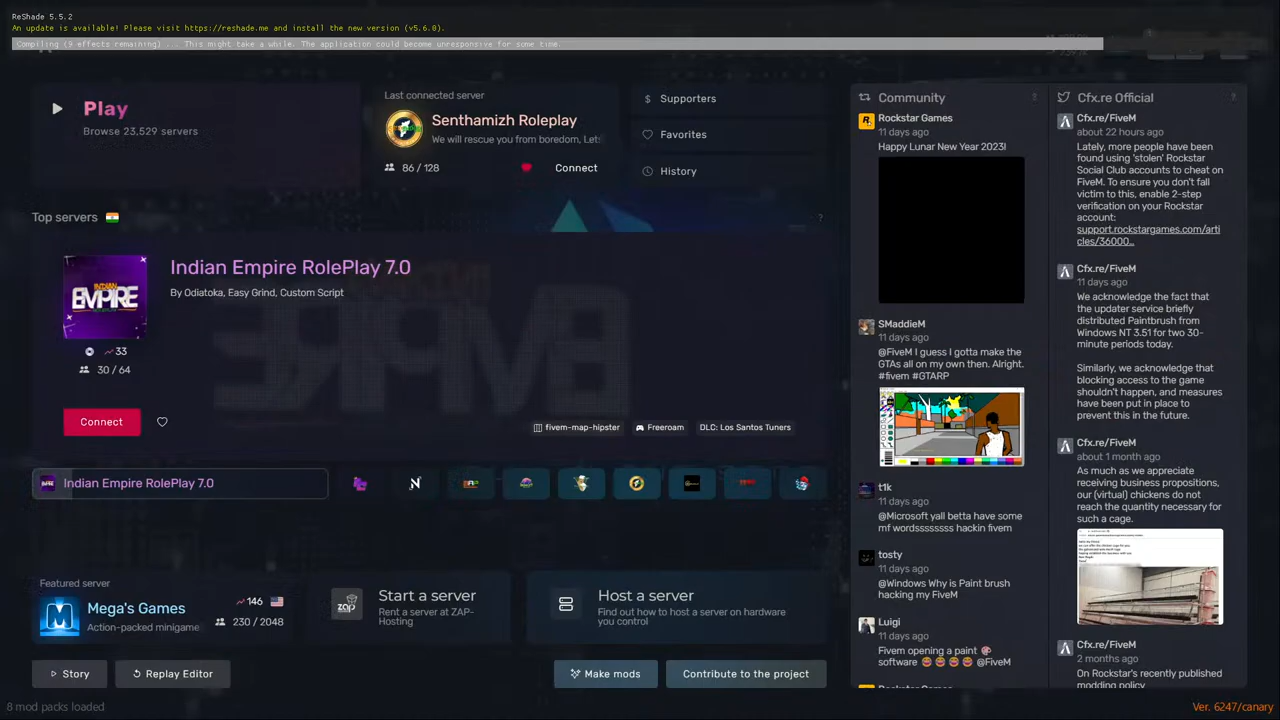 ReShade 5.5.2
An update is available! Please visit https://reshade.me and install the new version (v5.6.0).
Compiling (9 effects remaining) ... This might take a while. The application could become unresponsive for some time.
Play
Browse 23,529 servers
Last connected server
Senthamizh Roleplay
We will rescue you from boredom, Lets
86 / 128
Connect
$ Supporters
Favorites
History
Top servers
?
Indian Empire RolePlay 7.0
By Odiatoka, Easy Grind, Custom Script
EMPIRE
33
30 / 64
Connect
fivem-map-hipster
Freeroam
DLC: Los Santos Tuners
Indian Empire RolePlay 7.0
Featured server
Mega's Games
Action-packed minigame
146
230 / 2048
ZAP
Start a server
Rent a server at ZAP-
Hosting
Host a server
Find out how to host a server on hardware
you control
Story
Replay Editor
Make mods
Contribute to the project
8 mod packs loaded
Community
?
Rockstar Games
11 days ago
Happy Lunar New Year 2023!
SMaddieM
11 days ago
@FiveM I guess I gotta make the
GTAs all on my own then. Alright.
#fivem #GTARP
t1k
11 days ago
@Microsoft yall betta have some
mf wordsssssss hackin fivem
tosty
11 days ago
@Windows Why is Paint brush
hacking my FiveM
Luigi
11 days ago
Fivem opening a paint
software @FiveM
Rockstar Games
Cfx.re Official
?
Cfx.re/FiveM
about 22 hours ago
Lately, more people have been
found using 'stolen' Rockstar
Social Club accounts to cheat on
FiveM. To ensure you don't fall
victim to this, enable 2-step
verification on your Rockstar
account:
support.rockstargames.com/arti
cles/36000…
Cfx.re/FiveM
11 days ago
We acknowledge the fact that
the updater service briefly
distributed Paintbrush from
Windows NT 3.51 for two 30-
minute periods today.
Similarly, we acknowledge that
blocking access to the game
shouldn't happen, and measures
have been put in place to
prevent this in the future.
Cfx.re/FiveM
about 1 month ago
As much as we appreciate
receiving business propositions,
our (virtual) chickens do not
reach the quantity necessary for
such a cage.
Cfx.re/FiveM
2 months ago
On Rockstar's recently published
modding policy
Ver. 6247/canary